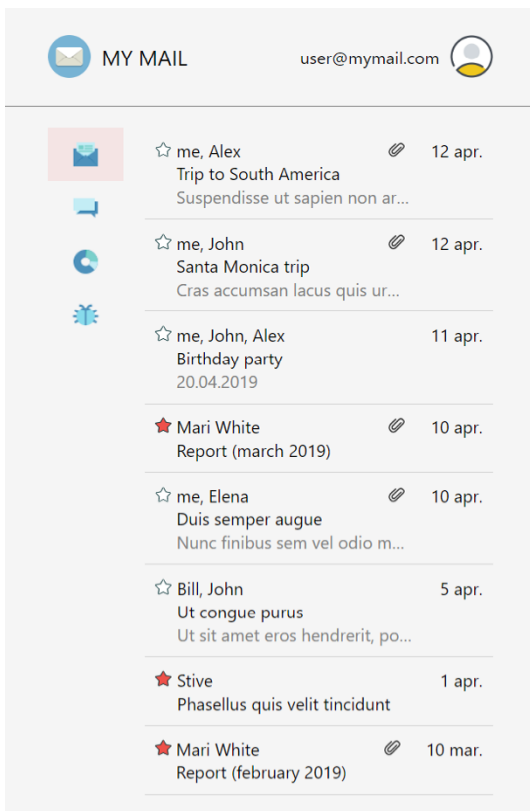 MY MAIL
user@mymail.com
me, Alex 12 apr.
Trip to South America
Suspendisse ut sapien non ar...
me, John 12 apr.
Santa Monica trip
Cras accumsan lacus quis ur...
me, John, Alex 11 apr.
Birthday party
20.04.2019
Mari White 10 apr.
Report (march 2019)
me, Elena 10 apr.
Duis semper augue
Nunc finibus sem vel odio m...
Bill, John 5 apr.
Ut congue purus
Ut sit amet eros hendrerit, po...
Stive 1 apr.
Phasellus quis velit tincidunt
Mari White 10 mar.
Report (february 2019)